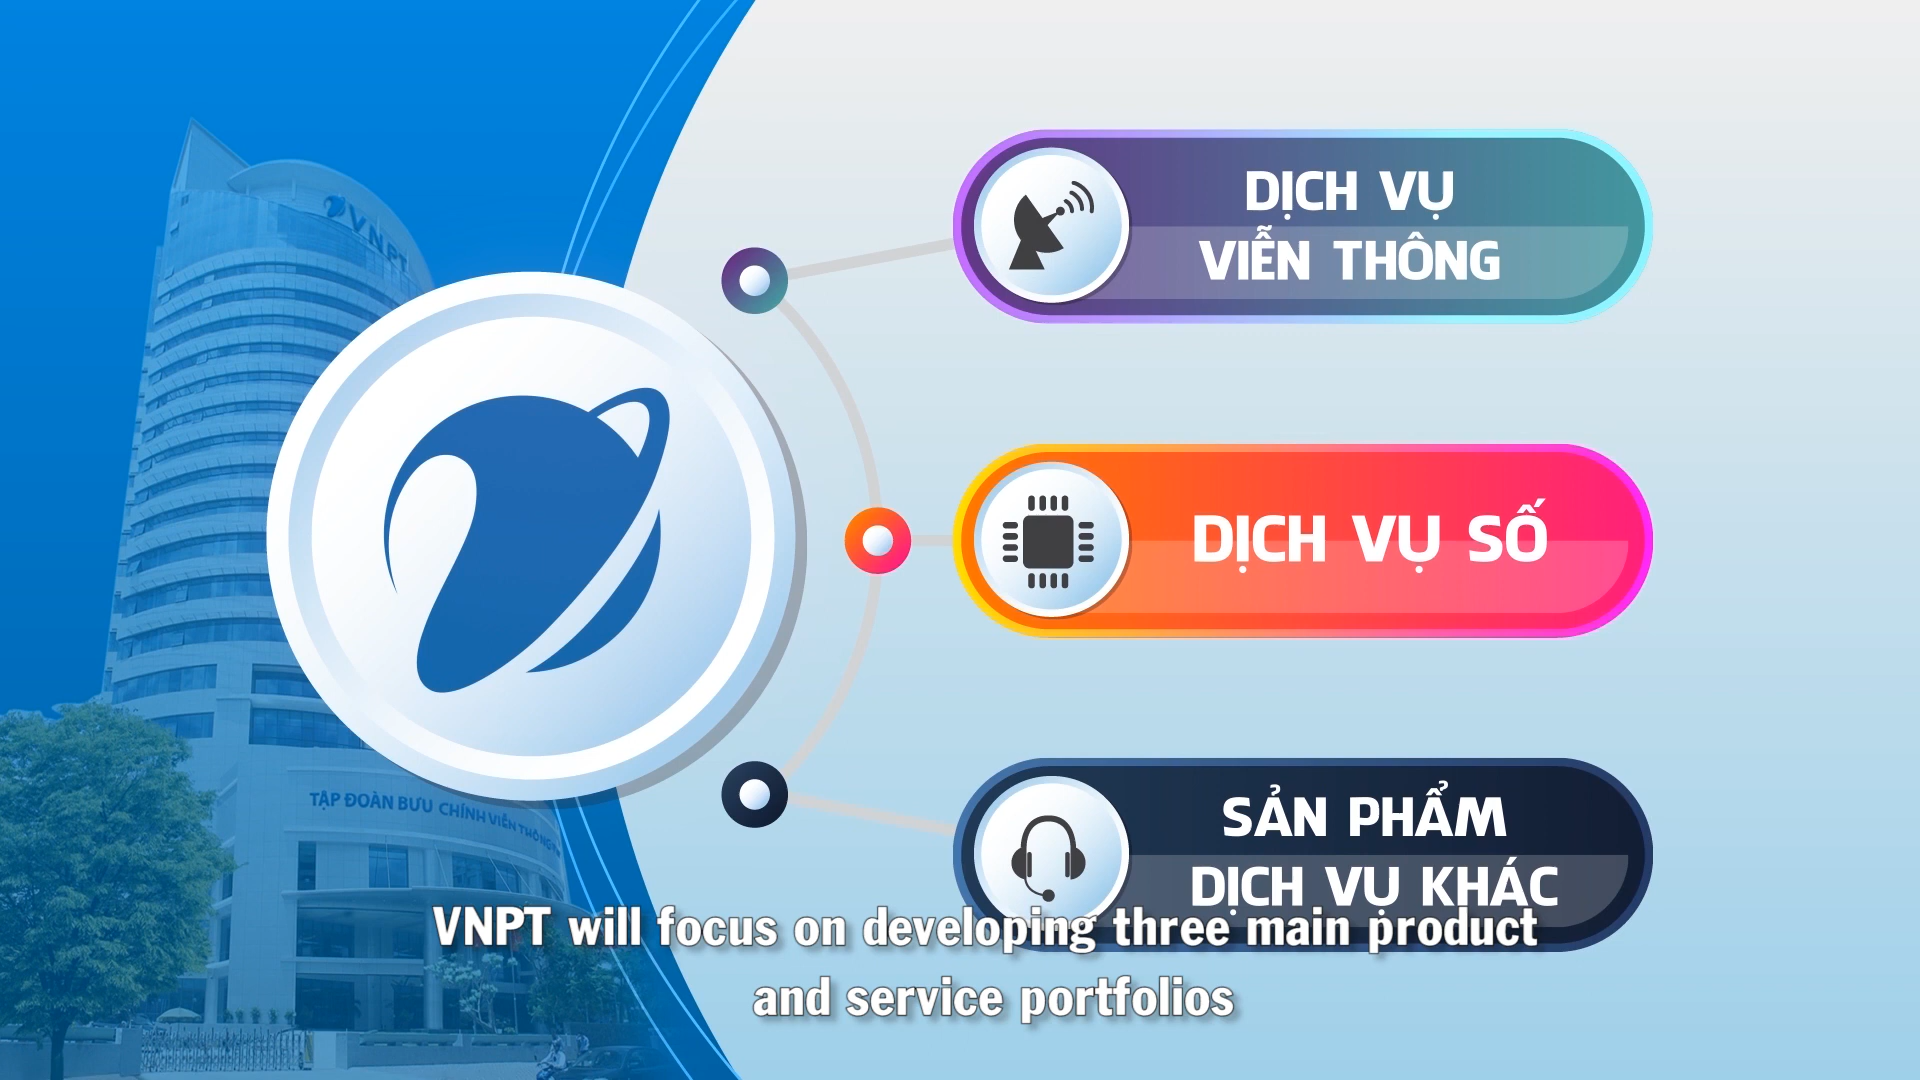 VNPT
DỊCH VỤ
VIỄN THÔNG
DỊCH VỤ SỐ
SẢN PHẨM
DỊCH VỤ KHÁC
TẬP ĐOÀN BƯU CHÍNH VIỄN THÔNG
VNPT will focus on developing three main product
and service portfolios